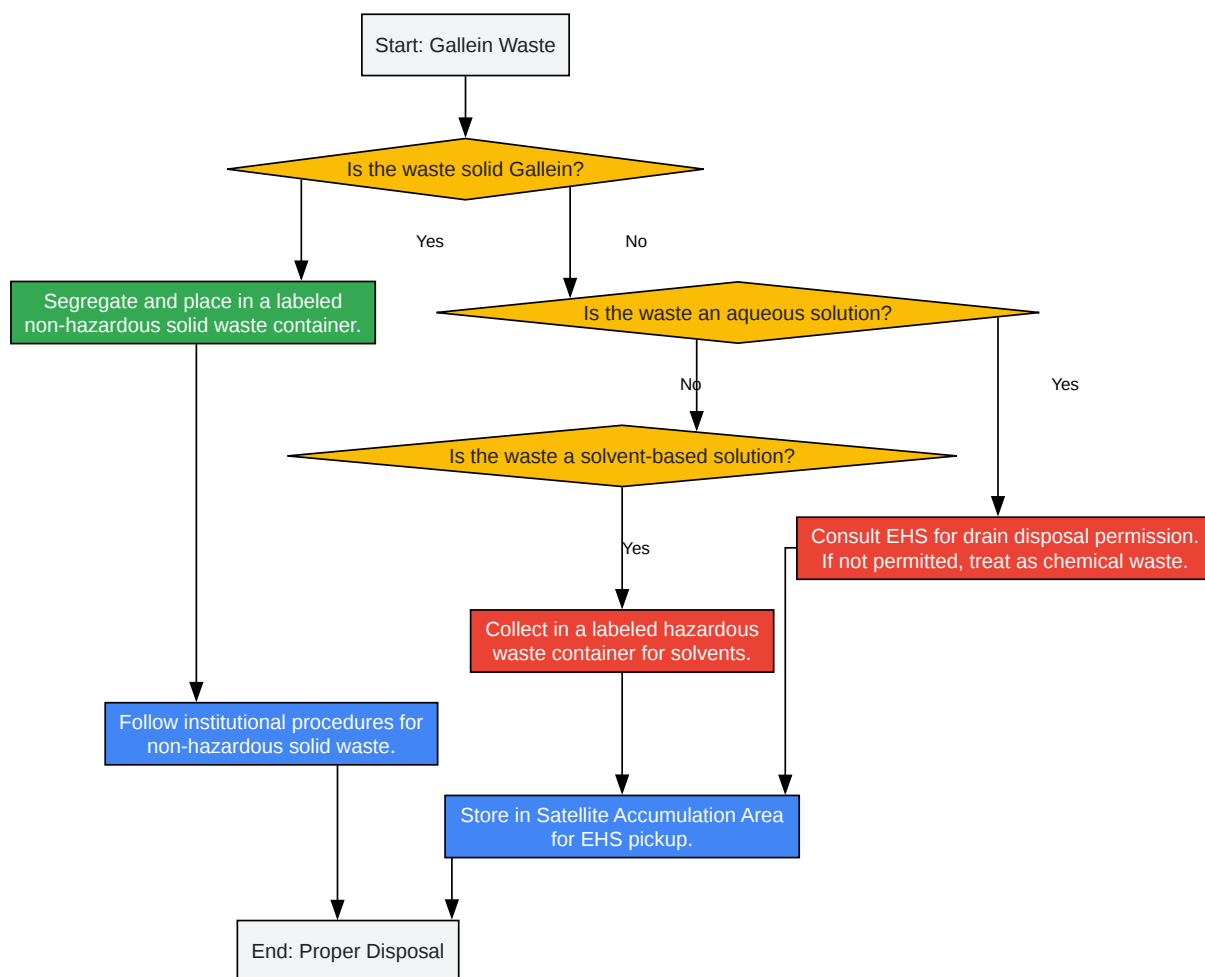 Start: Gallein Waste
Is the waste solid Gallein?
Yes
No
Segregate and place in a labeled
non-hazardous solid waste container.
Is the waste an aqueous solution?
No
Yes
Is the waste a solvent-based solution?
Consult EHS for drain disposal permission.
If not permitted, treat as chemical waste.
Yes
Collect in a labeled hazardous
waste container for solvents.
Follow institutional procedures for
non-hazardous solid waste.
Store in Satellite Accumulation Area
for EHS pickup.
End: Proper Disposal